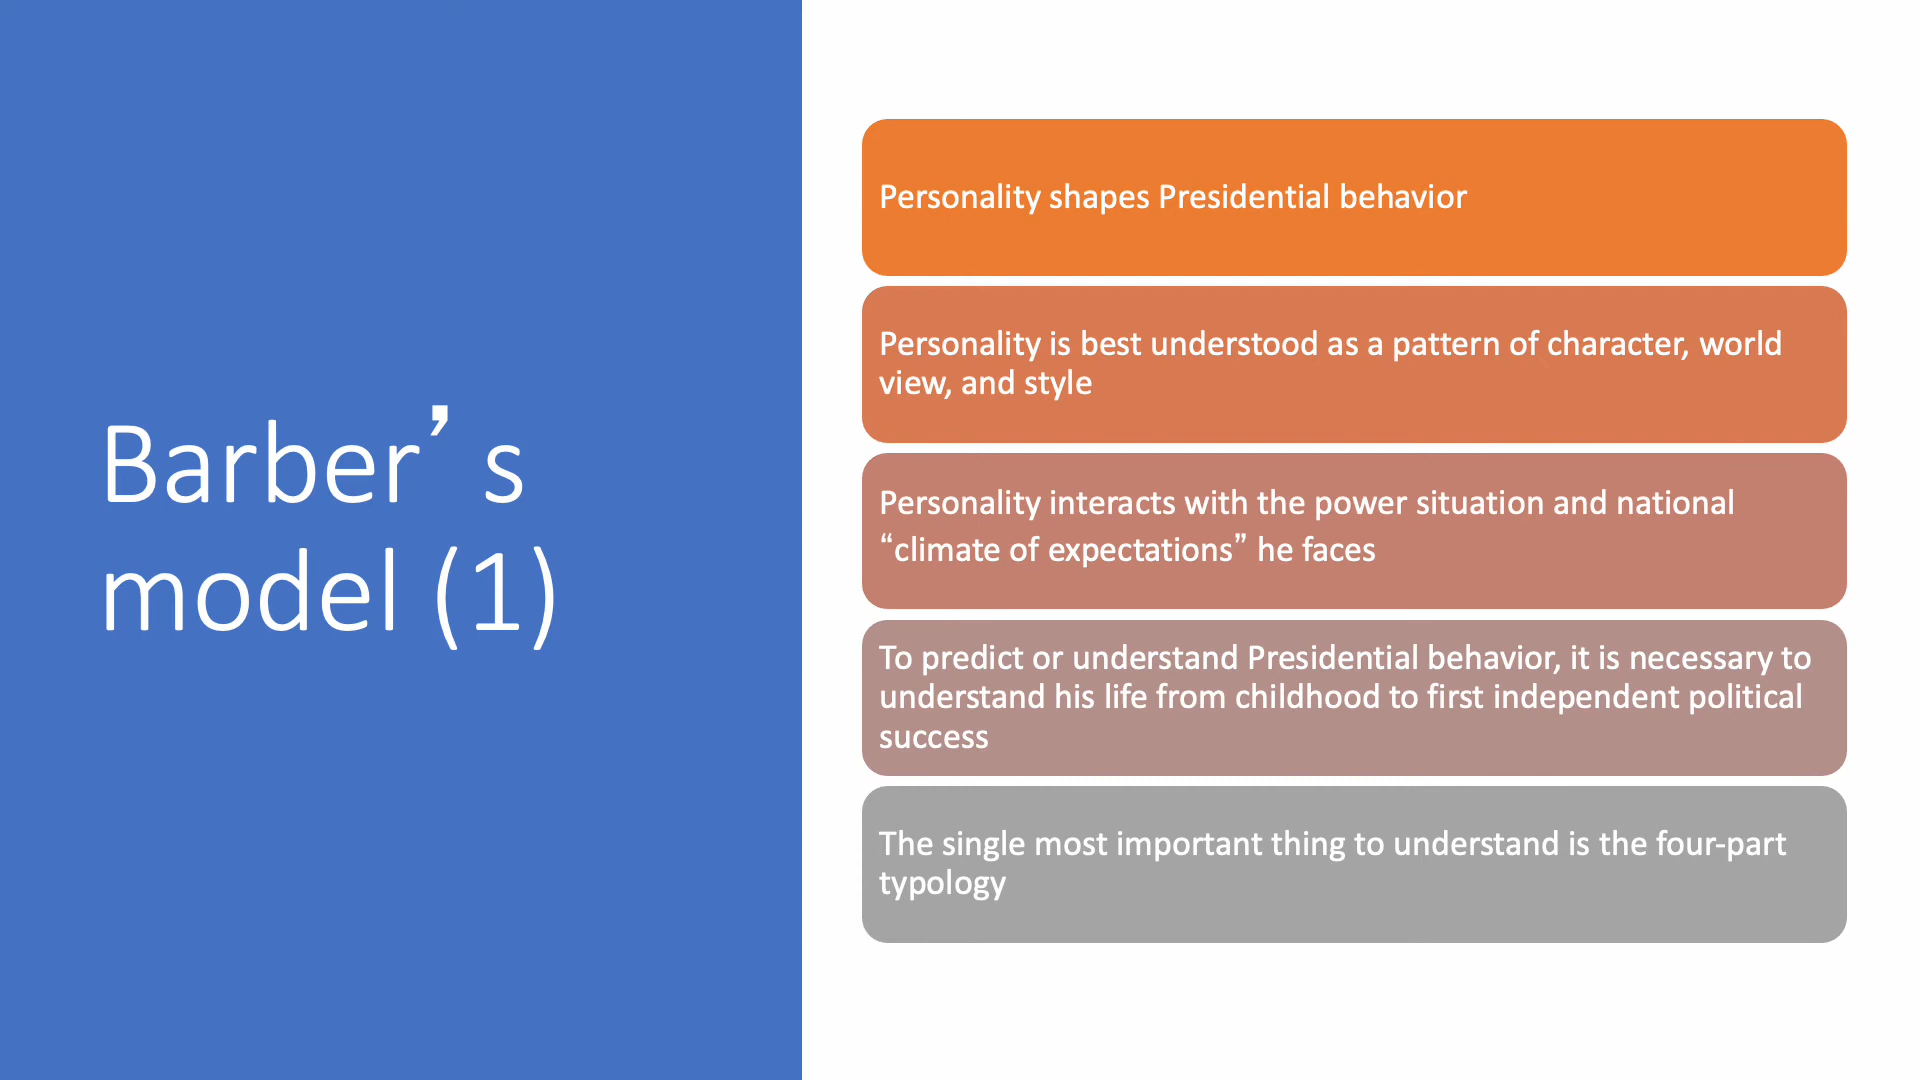 Barber’s
model (1)
Personality shapes Presidential behavior
Personality is best understood as a pattern of character, world
view, and style
Personality interacts with the power situation and national
“climate of expectations” he faces
To predict or understand Presidential behavior, it is necessary to
understand his life from childhood to first independent political
success
The single most important thing to understand is the four-part
typology